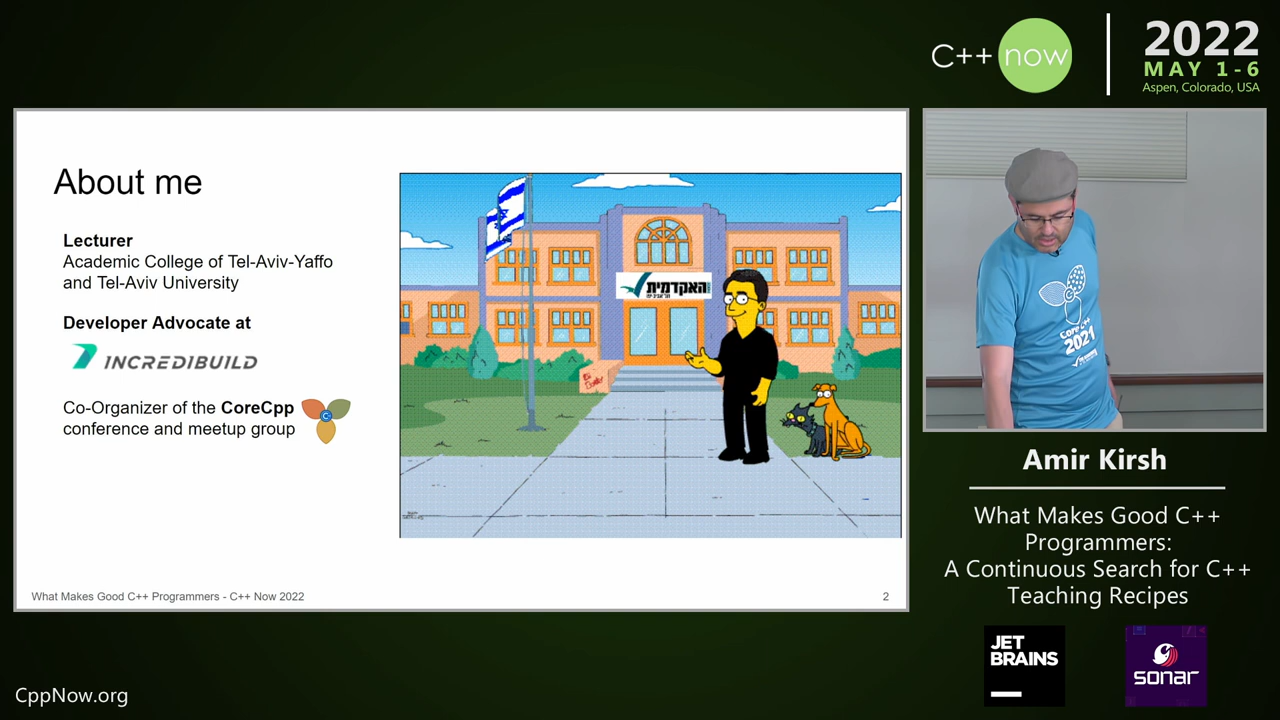 C++ now
2022
MAY 1-6
Aspen, Colorado, USA
About me
Lecturer
Academic College of Tel-Aviv-Yaffo
and Tel-Aviv University
Developer Advocate at
INCREDIBUILD
Co-Organizer of the CoreCpp
conference and meetup group
האקדמית
What Makes Good C++ Programmers - C++ Now 2022
2
Core C++
2021
Amir Kirsh
What Makes Good C++
Programmers:
A Continuous Search for C++
Teaching Recipes
JET
BRAINS
sonar
CppNow.org